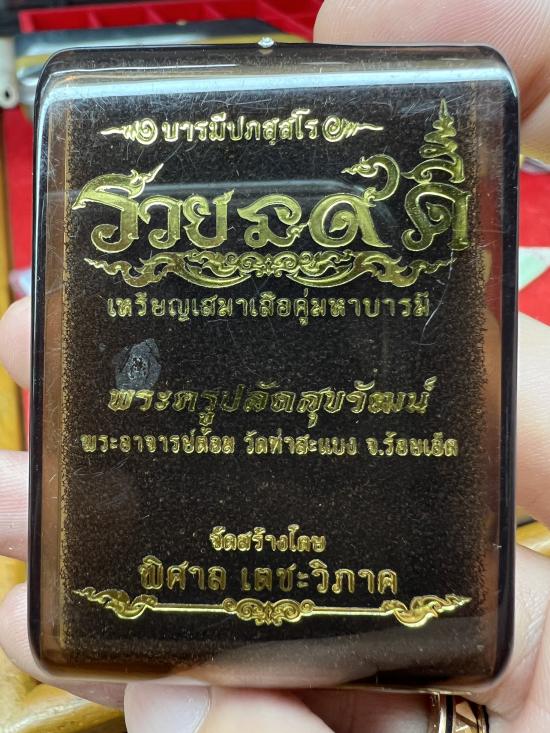 บารมีปภสฺสโร
รวย ๑๙ ดี
เหรียญเสมาเสือคู่มหาบารมี
พระครูปลัดสุขวัฒน์
พระอาจารย์ต้อม วัดท่าสะแบง จ.ร้อยเอ็ด
จัดสร้างโดย
พิศาล เตชะวิภาค